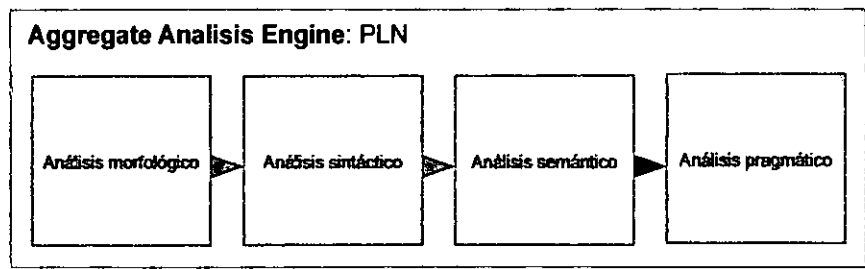 Aggregate Analisis Engine: PLN
Análisis morfológico
Análisis sintáctico
Análisis semántico
Análisis pragmático